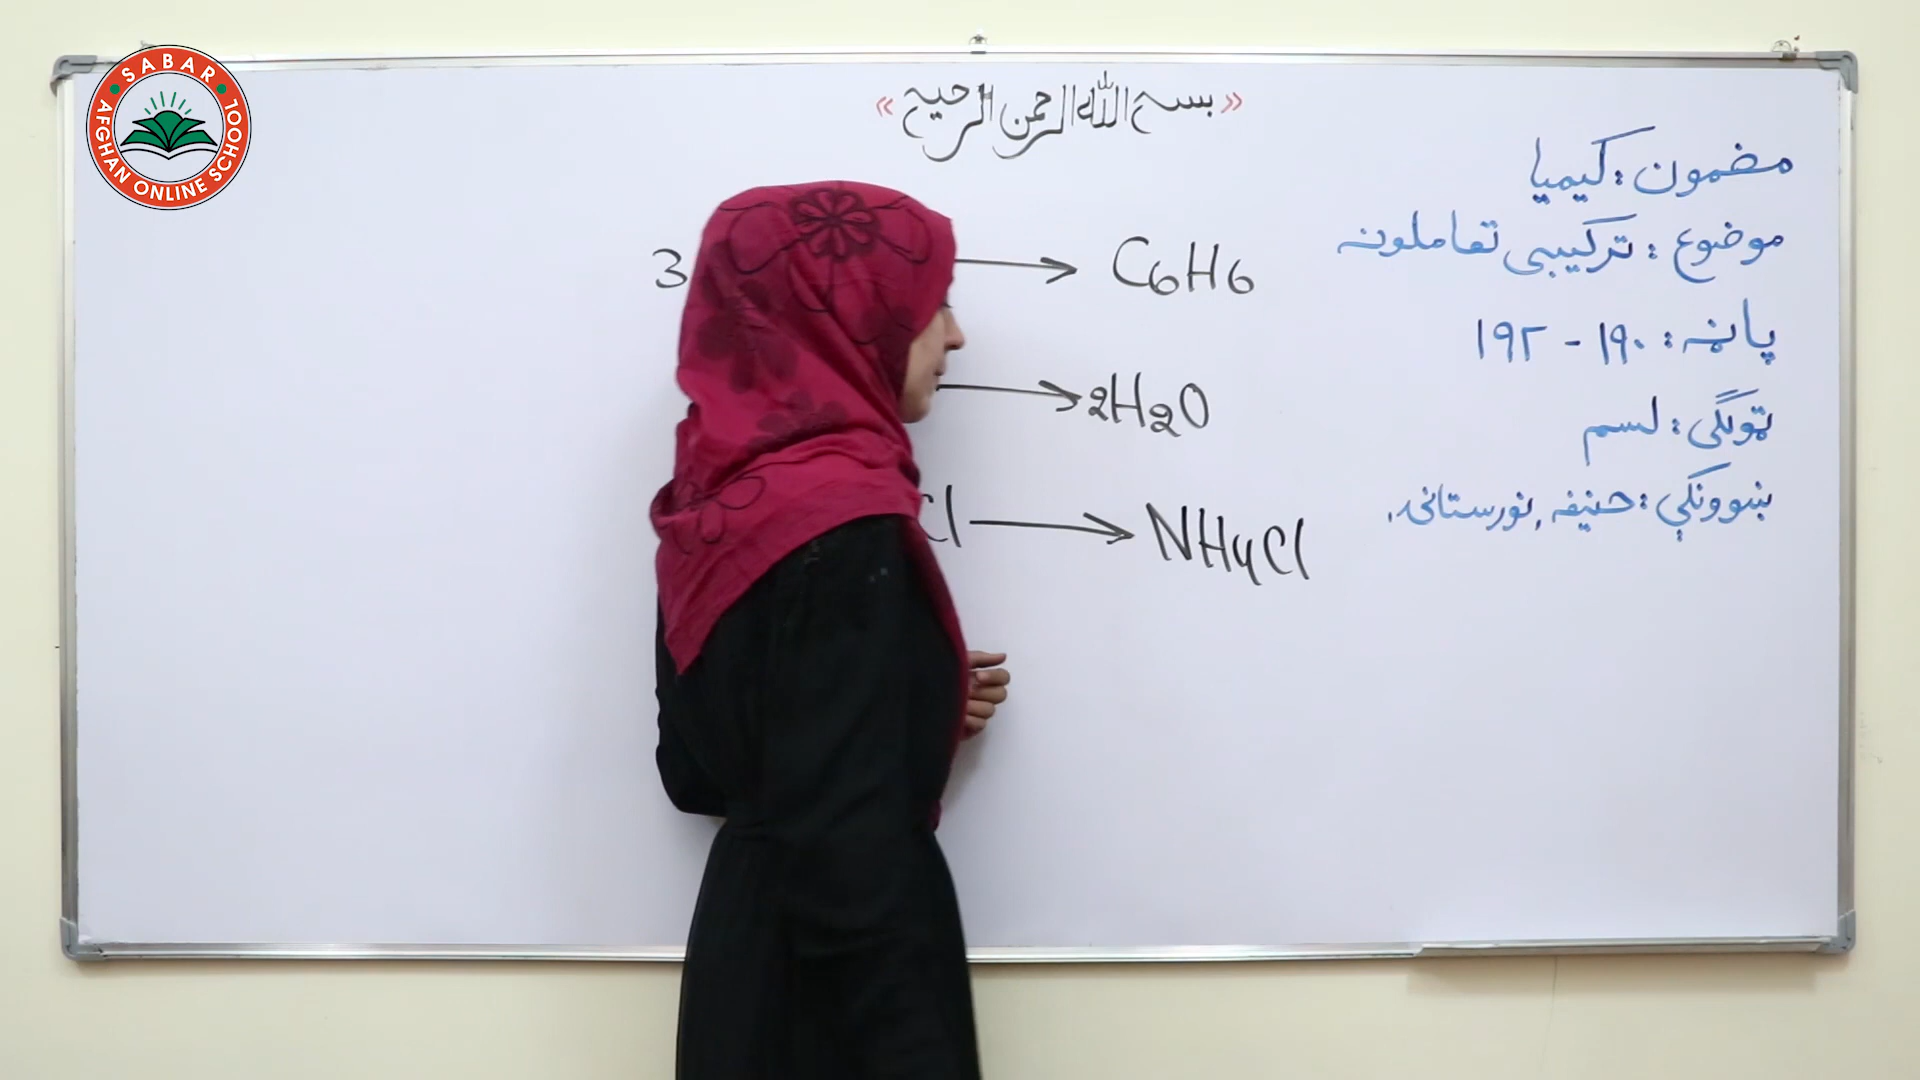 SABAR
AFGHAN ONLINE SCHOOL
« بسم الله الرحمن الرحیم »
مضمون : کیمیا
موضوع : ترکیبی تعاملونه
پاڼه : ۱۹۰ - ۱۹۲
ټولګی : لسم
ښوونکې : حنیفه نورستانۍ
3 → C6H6
→ 2H2O
Cl → NH4Cl